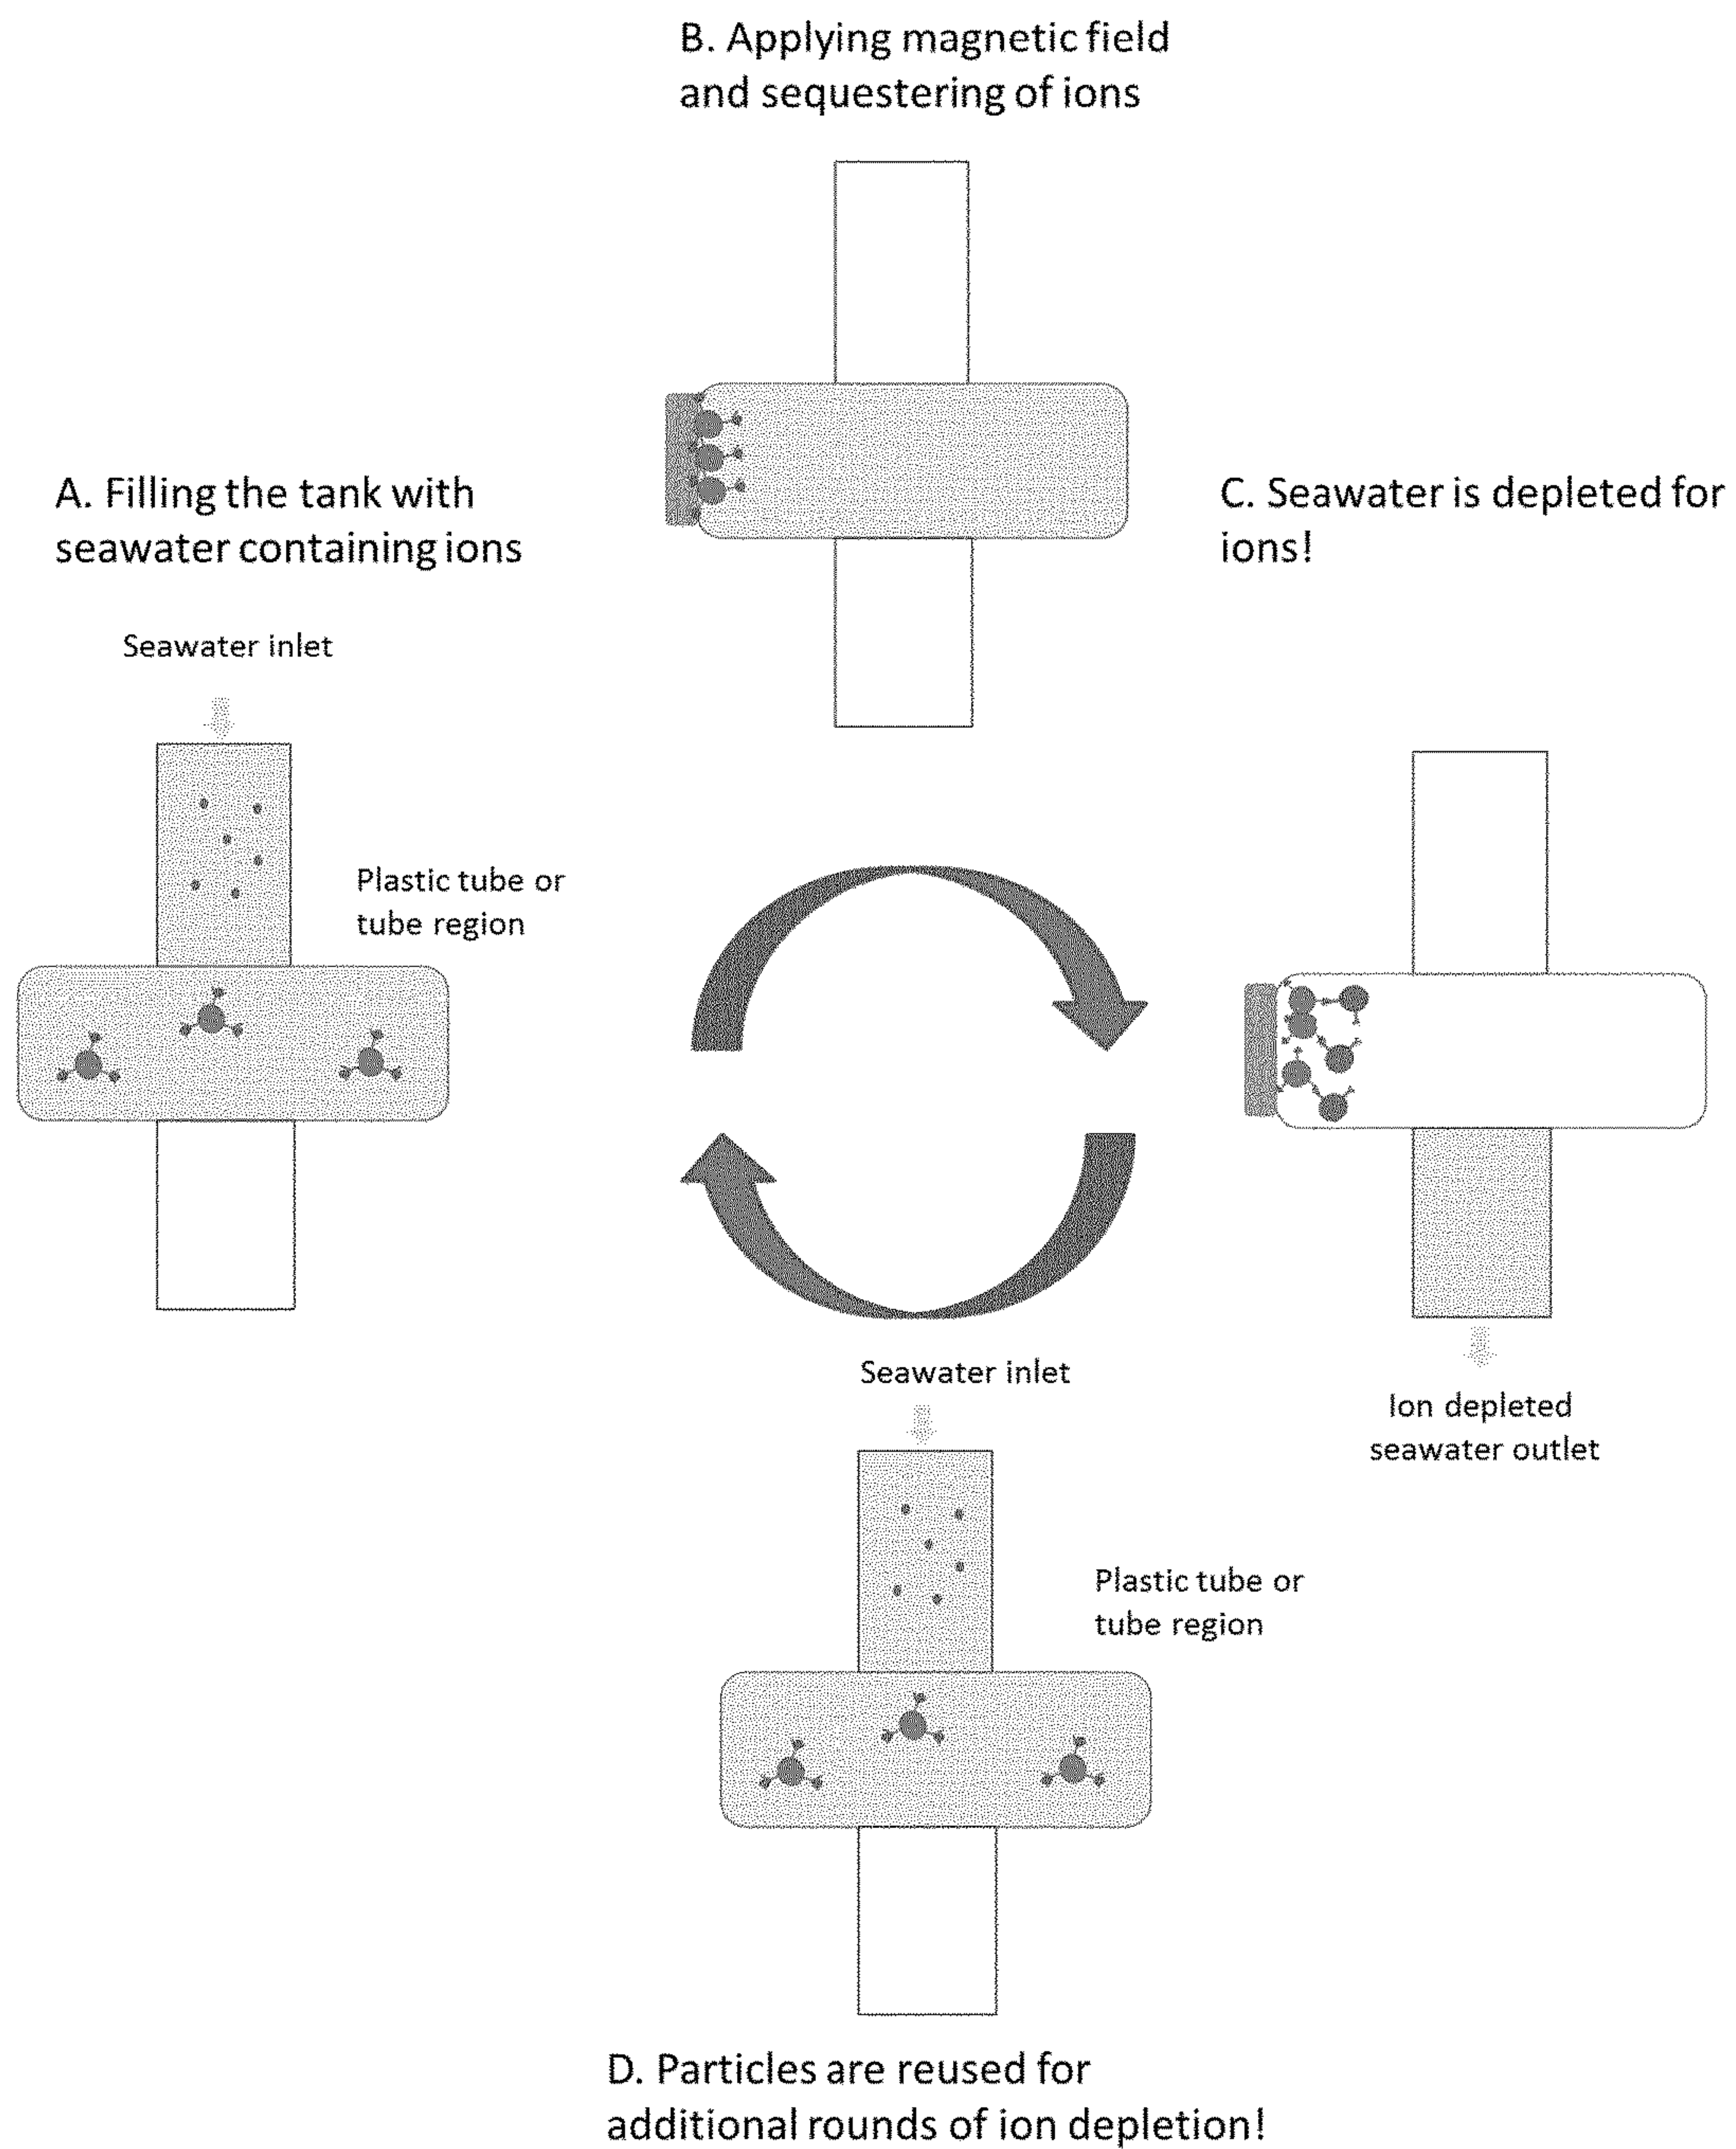 B. Applying magnetic field
and sequestering of ions
A. Filling the tank with
seawater containing ions
C. Seawater is depleted for
ions!
Seawater inlet
Plastic tube or
tube region
Seawater inlet
Ion depleted
seawater outlet
Plastic tube or
tube region
D. Particles are reused for
additional rounds of ion depletion!